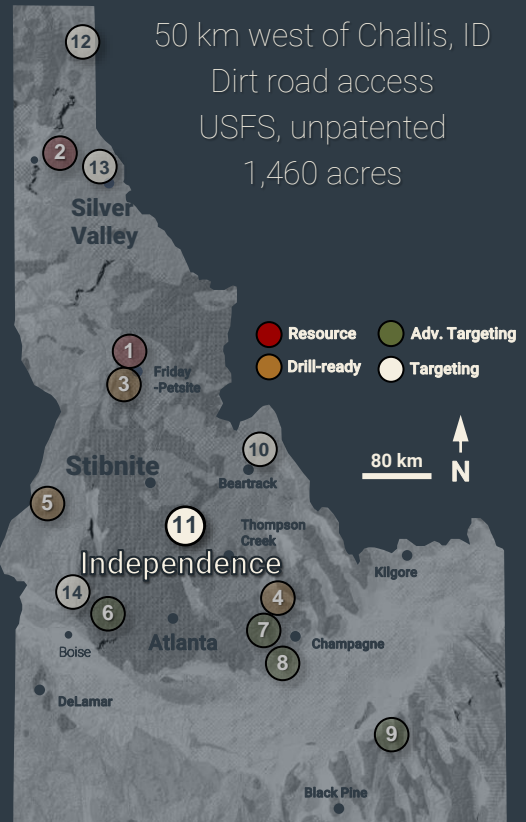 50 km west of Challis, ID
Dirt road access
USFS, unpatented
1,460 acres
12
2
13
Silver
Valley
Resource
Adv. Targeting
Drill-ready
Targeting
1
3
Friday
-Petsite
10
Beartrack
80 km
N
Stibnite
5
11
Thompson
Creek
Independence
Kilgore
14
6
4
7
8
Boise
Atlanta
Champagne
DeLamar
9
Black Pine